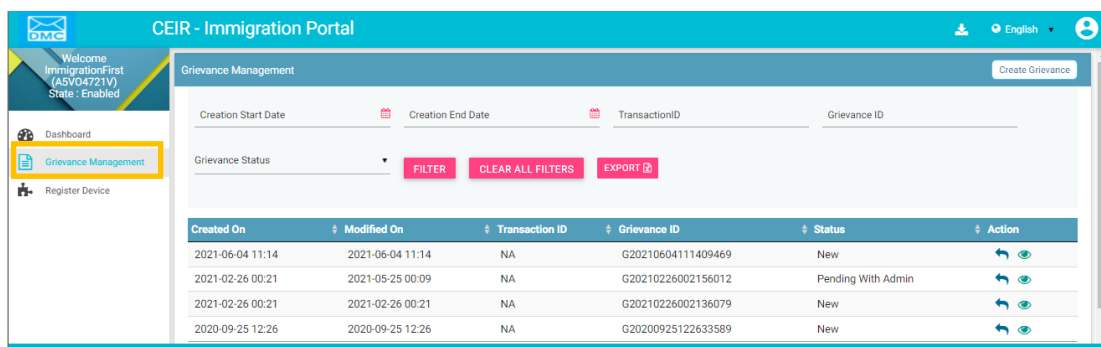 DMC
CEIR - Immigration Portal
English
Welcome
ImmigrationFirst
(A5VO4721V)
State : Enabled
Dashboard
Grievance Management
Register Device
Grievance Management
Create Grievance
Creation Start Date Creation End Date TransactionID Grievance ID
Grievance Status FILTER CLEAR ALL FILTERS EXPORT
Created On Modified On Transaction ID Grievance ID Status Action
2021-06-04 11:14 2021-06-04 11:14 NA G20210604111409469 New
2021-02-26 00:21 2021-05-25 00:09 NA G20210226002156012 Pending With Admin
2021-02-26 00:21 2021-02-26 00:21 NA G20210226002136079 New
2020-09-25 12:26 2020-09-25 12:26 NA G20200925122633589 New